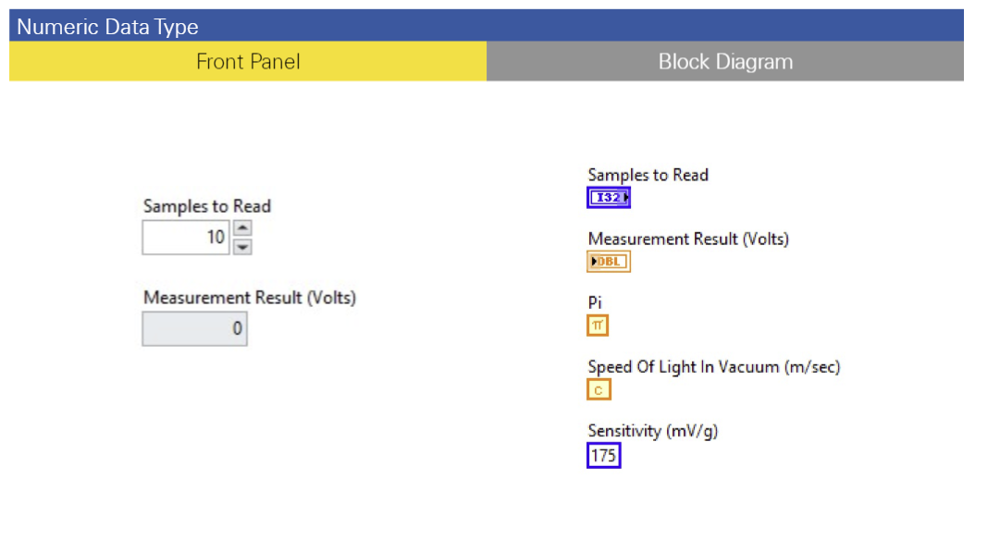 Numeric Data Type
Front Panel
Block Diagram
Samples to Read
10
Measurement Result (Volts)
0
Samples to Read
I32
Measurement Result (Volts)
DBL
Pi
π
Speed Of Light In Vacuum (m/sec)
c
Sensitivity (mV/g)
175